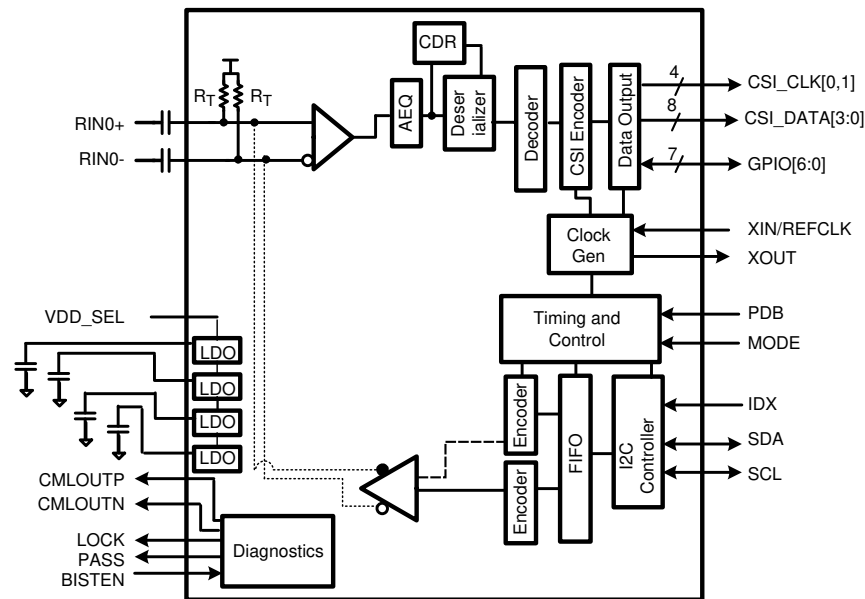 CDR
4
CSI_CLK[0,1]
RT
RT
AEQ
Deser
ializer
Decoder
CSI Encoder
Data Output
8
CSI_DATA[3:0]
RIN0+
RIN0-
7
GPIO[6:0]
Clock
Gen
XIN/REFCLK
XOUT
VDD_SEL
Timing and
Control
PDB
MODE
LDO
LDO
LDO
LDO
Encoder
Encoder
FIFO
I2C
Controller
IDX
SDA
SCL
CMLOUTP
CMLOUTN
LOCK
PASS
BISTEN
Diagnostics